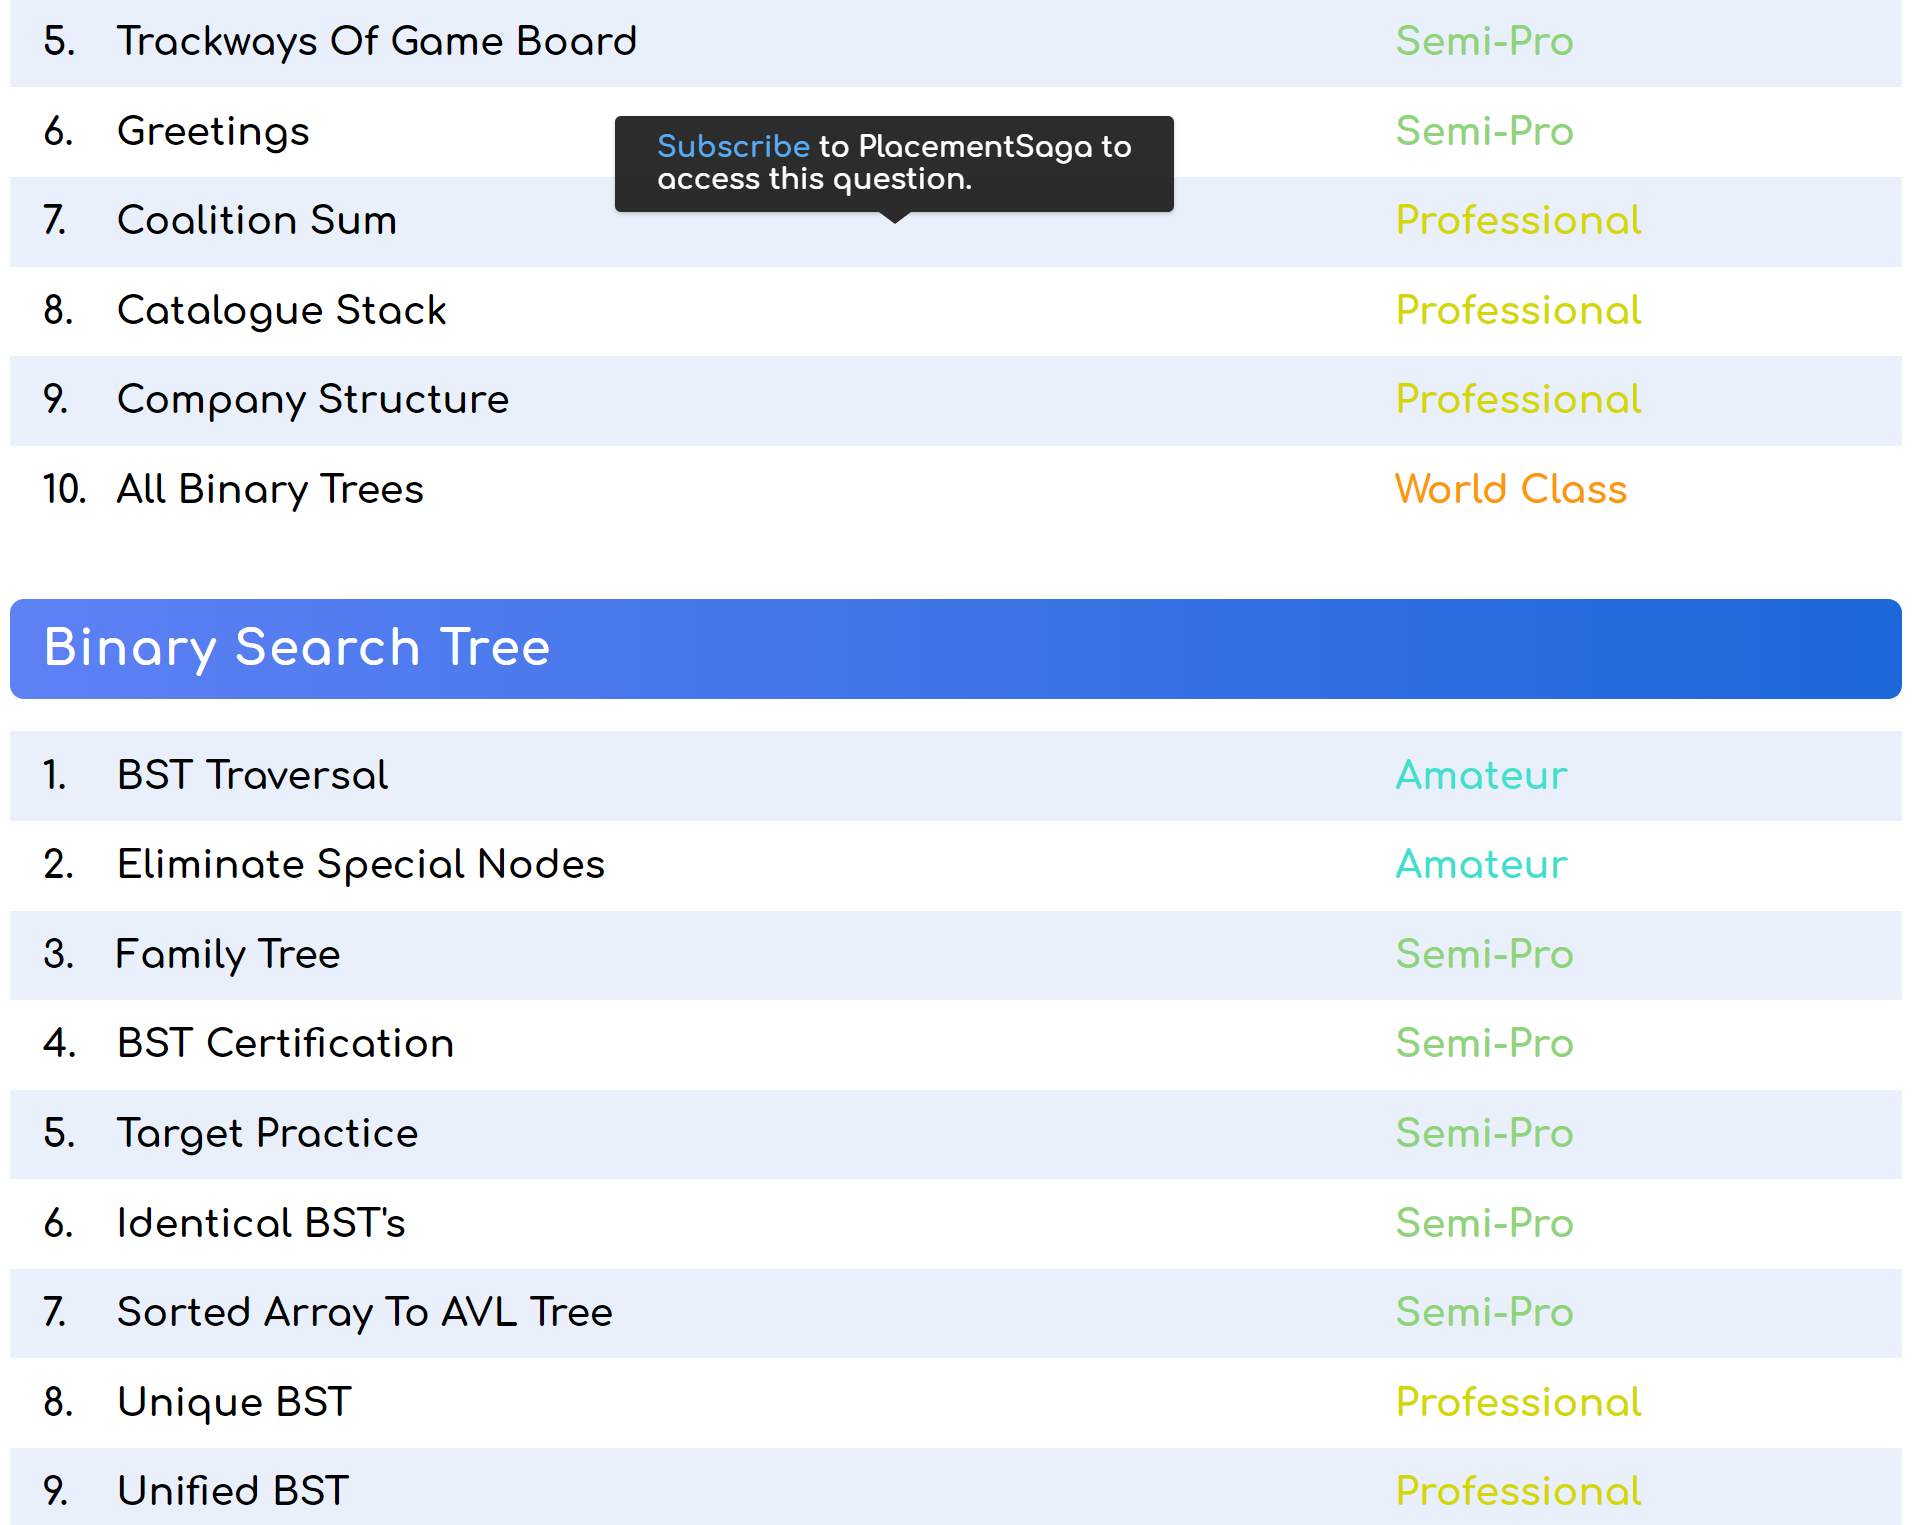 5. Trackways Of Game Board Semi-Pro
6. Greetings Semi-Pro
Subscribe to PlacementSaga to
access this question.
7. Coalition Sum Professional
8. Catalogue Stack Professional
9. Company Structure Professional
10. All Binary Trees World Class
Binary Search Tree
1. BST Traversal Amateur
2. Eliminate Special Nodes Amateur
3. Family Tree Semi-Pro
4. BST Certification Semi-Pro
5. Target Practice Semi-Pro
6. Identical BST's Semi-Pro
7. Sorted Array To AVL Tree Semi-Pro
8. Unique BST Professional
9. Unified BST Professional